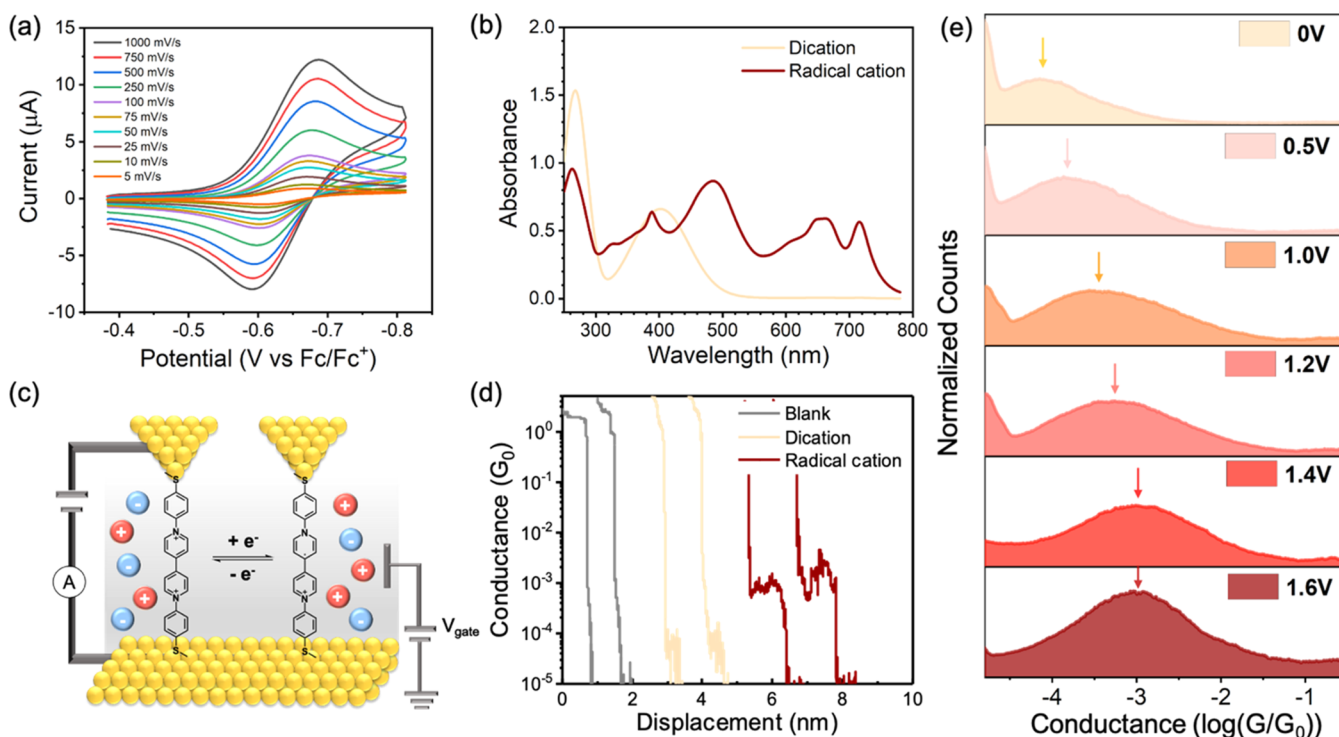 (a)
1000 mV/s
750 mV/s
500 mV/s
250 mV/s
100 mV/s
75 mV/s
50 mV/s
25 mV/s
10 mV/s
5 mV/s
15
10
5
0
-5
-10
Current (μA)
-0.4
-0.5
-0.6
-0.7
-0.8
Potential (V vs Fc/Fc⁺)
(b)
Dication
Radical cation
2.0
1.5
1.0
0.5
0.0
Absorbance
300
400
500
600
700
800
Wavelength (nm)
(c)
A
S
N⁺
N⁺
S
+ e⁻
- e⁻
S
N
N⁺
S
+
-
V_gate
(d)
Blank
Dication
Radical cation
10⁰
10⁻¹
10⁻²
10⁻³
10⁻⁴
10⁻⁵
Conductance (G₀)
0
2
4
6
8
10
Displacement (nm)
(e)
0V
0.5V
1.0V
1.2V
1.4V
1.6V
Normalized Counts
-4
-3
-2
-1
Conductance (log(G/G₀))